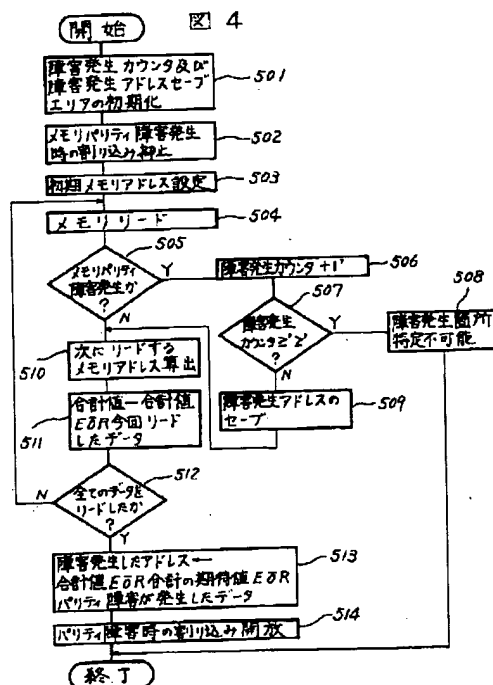 図 4
開始
障害発生カウンタ及び
障害発生アドレスセーブ
エリアの初期化
501
メモリパリティ障害発生
時の割り込み抑止
502
初期メモリアドレス設定
503
メモリリード
504
505
メモリパリティ
障害発生か
?
Y
N
障害発生カウンタ+1
506
507
障害発生
カウンタ≧'2'
?
Y
N
508
障害発生箇所
特定不可能
障害発生アドレスの
セーブ
509
次にリードする
メモリアドレス算出
510
合計値←合計値
EOR今回リード
したデータ
511
512
全てのデータを
リードしたか
?
N
Y
障害発生したアドレス←
合計値EOR合計の期待値EOR
パリティ障害が発生したデータ
513
パリティ障害時の割り込み開放
514
終了